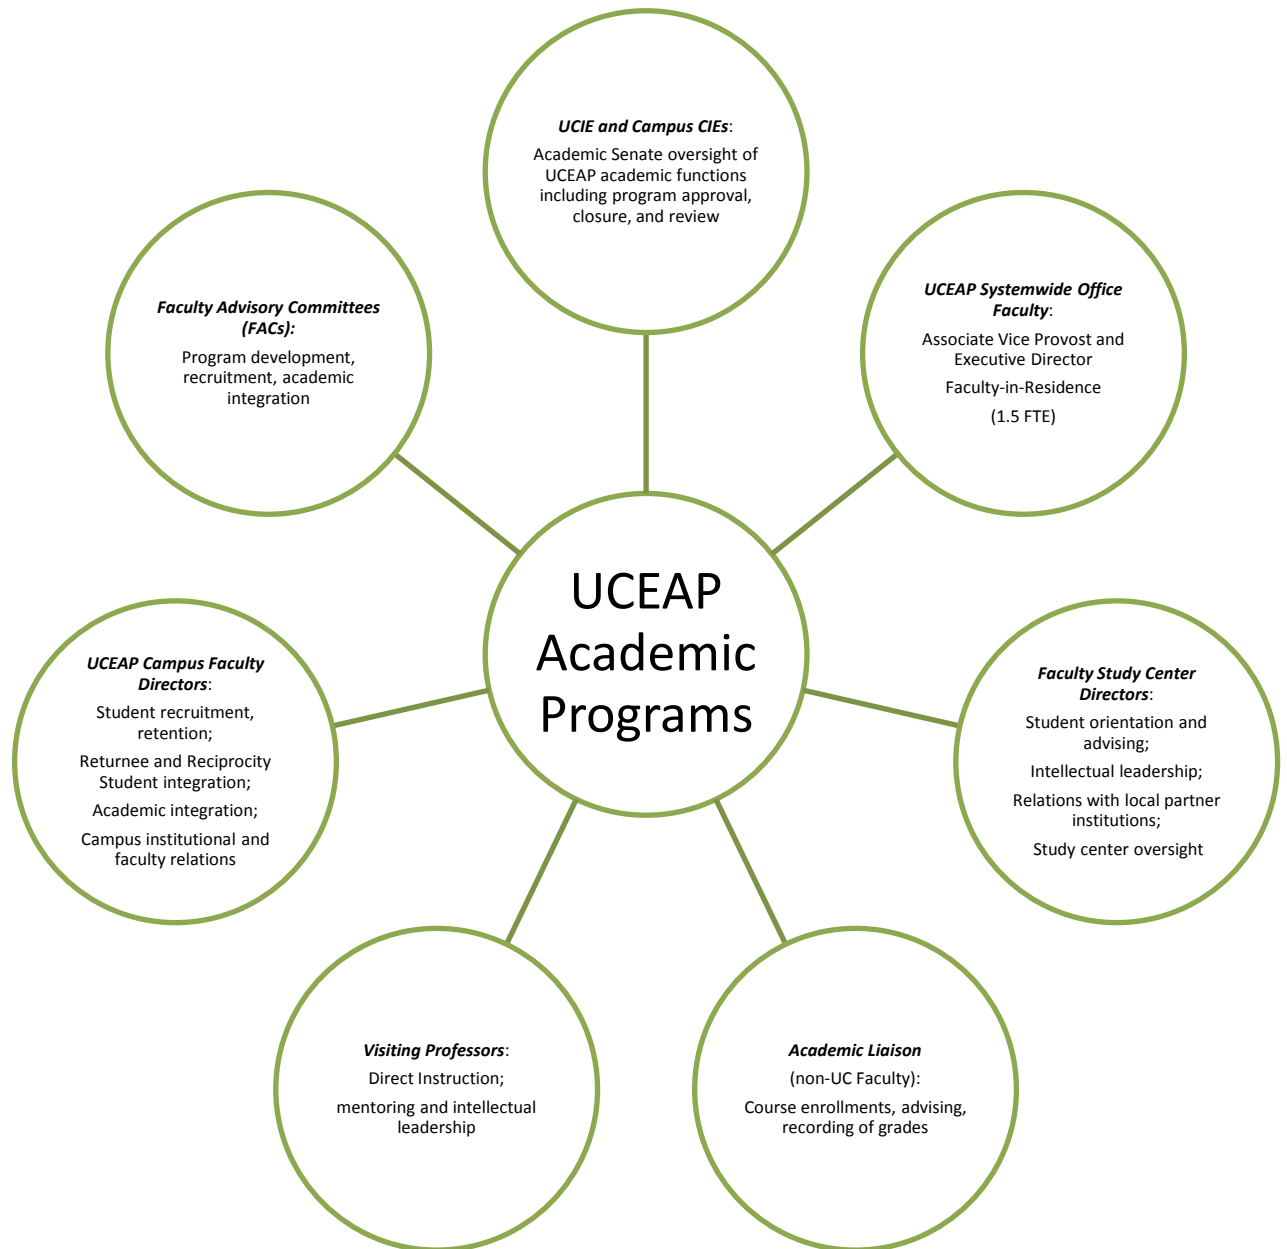 UCIE and Campus CIEs:
Academic Senate oversight of
UCEAP academic functions
including program approval,
closure, and review
UCEAP Systemwide Office
Faculty:
Associate Vice Provost and
Executive Director
Faculty-in-Residence
(1.5 FTE)
Faculty Study Center
Directors:
Student orientation and
advising;
Intellectual leadership;
Relations with local partner
institutions;
Study center oversight
Academic Liaison
(non-UC Faculty):
Course enrollments, advising,
recording of grades
Visiting Professors:
Direct Instruction;
mentoring and intellectual
leadership
UCEAP Campus Faculty
Directors:
Student recruitment,
retention;
Returnee and Reciprocity
Student integration;
Academic integration;
Campus institutional and
faculty relations
Faculty Advisory Committees
(FACs):
Program development,
recruitment, academic
integration
UCEAP
Academic
Programs